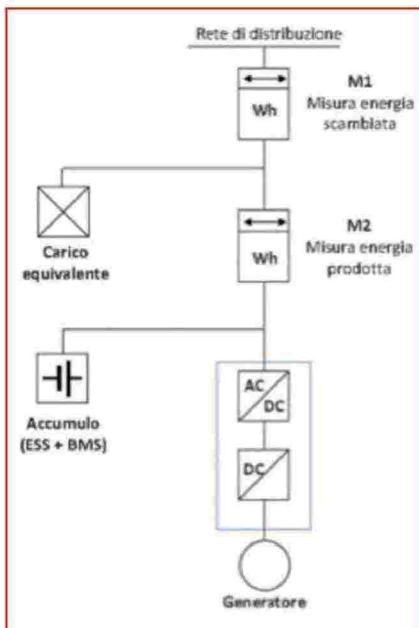 Rete di distribuzione
M1
Misura energia
scambiata
Wh
Carico
equivalente
M2
Misura energia
prodotta
Wh
Accumulo
(ESS + BMS)
AC
DC
DC
Generatore